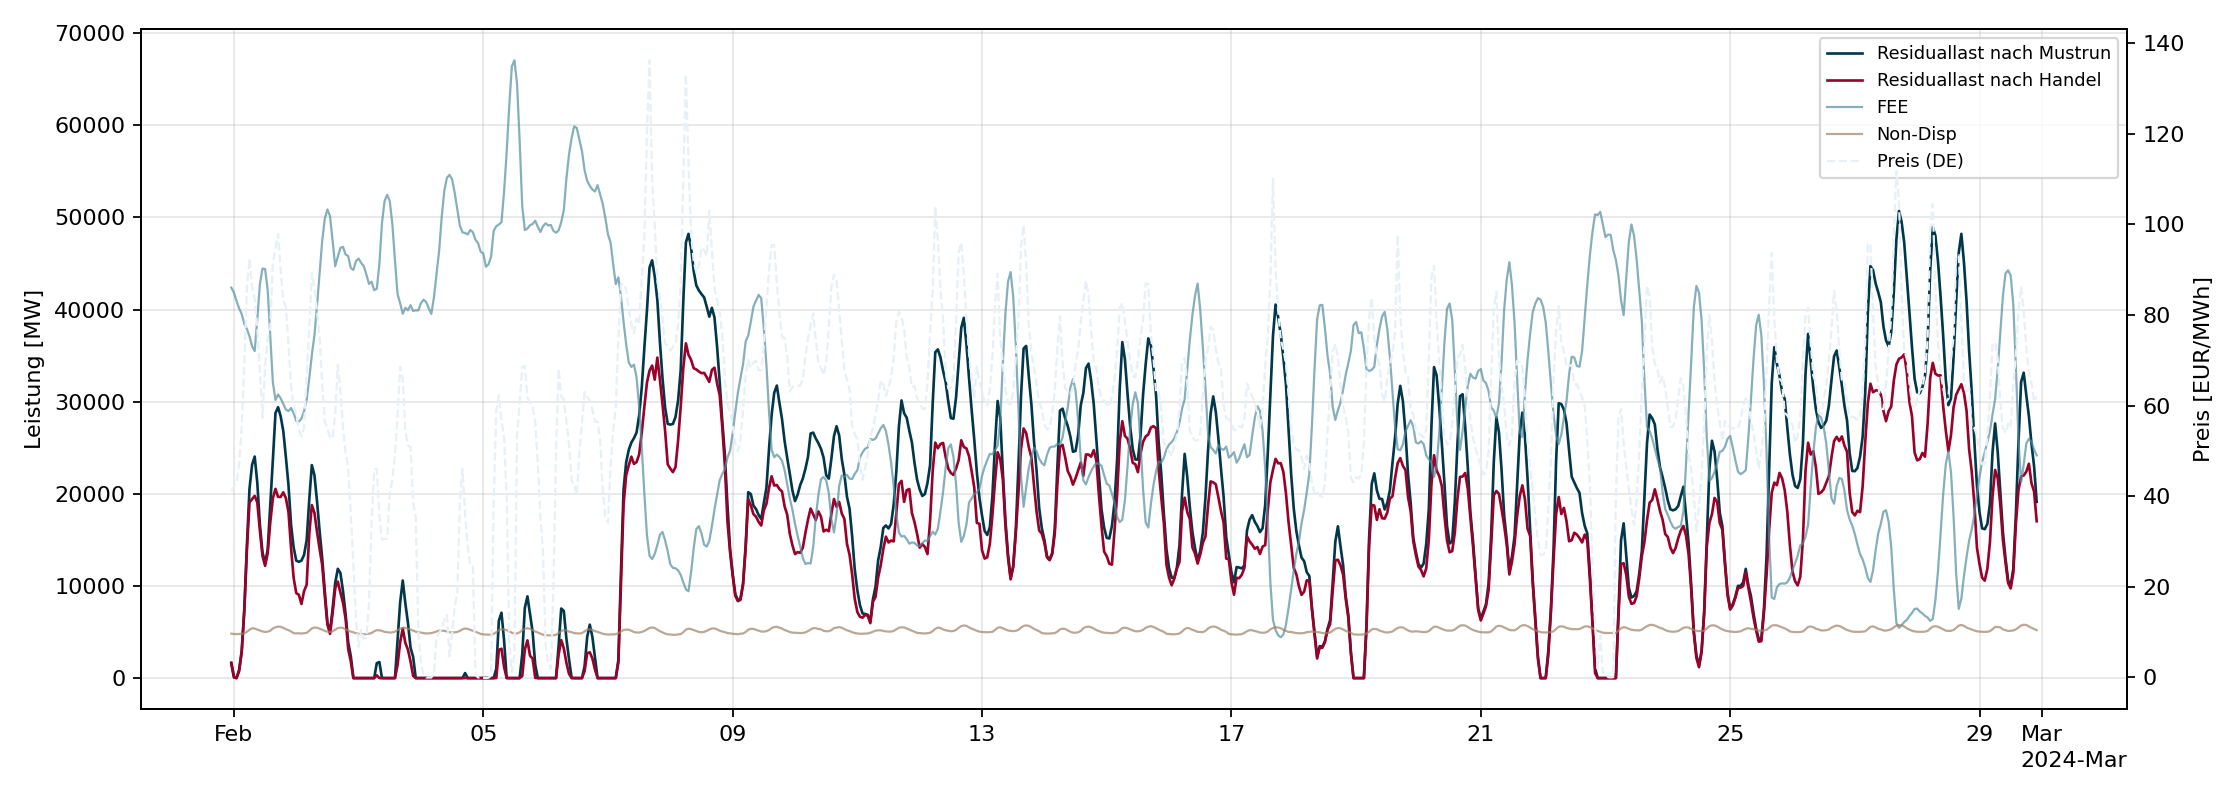 70000
60000
50000
40000
30000
20000
10000
0
Leistung [MW]
140
120
100
80
60
40
20
0
Preis [EUR/MWh]
Residuallast nach Mustrun
Residuallast nach Handel
FEE
Non-Disp
Preis (DE)
Feb 05 09 13 17 21 25 29 Mar
2024-Mar